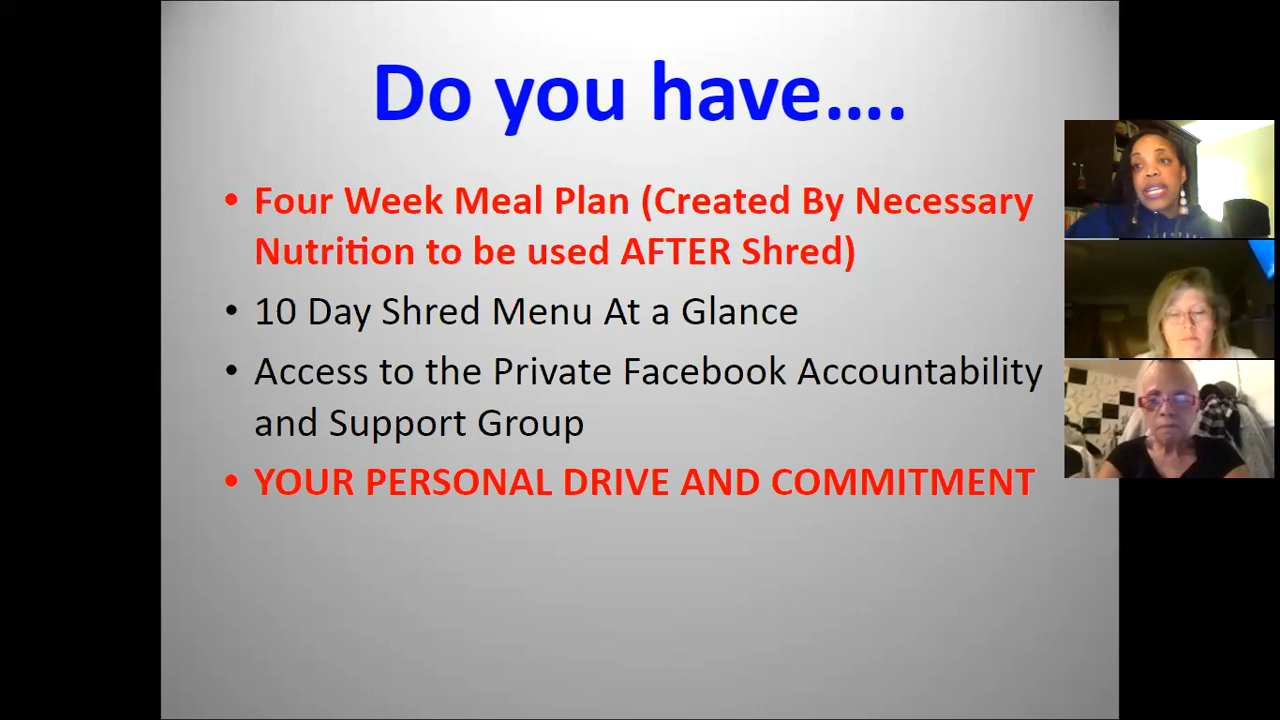 Do you have....
• Four Week Meal Plan (Created By Necessary
Nutrition to be used AFTER Shred)
• 10 Day Shred Menu At a Glance
• Access to the Private Facebook Accountability
and Support Group
• YOUR PERSONAL DRIVE AND COMMITMENT